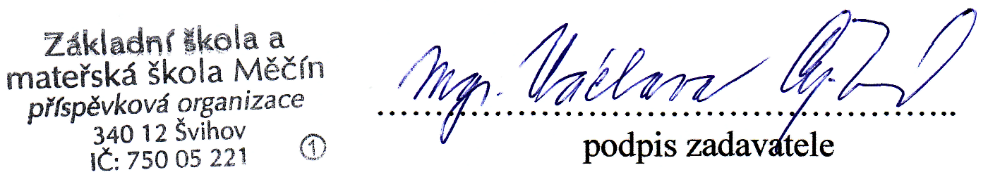 Základní škola a
mateřská škola Měčín
příspěvková organizace
340 12 Švihov
IČ: 750 05 221
①
Mgr. Václava
podpis zadavatele